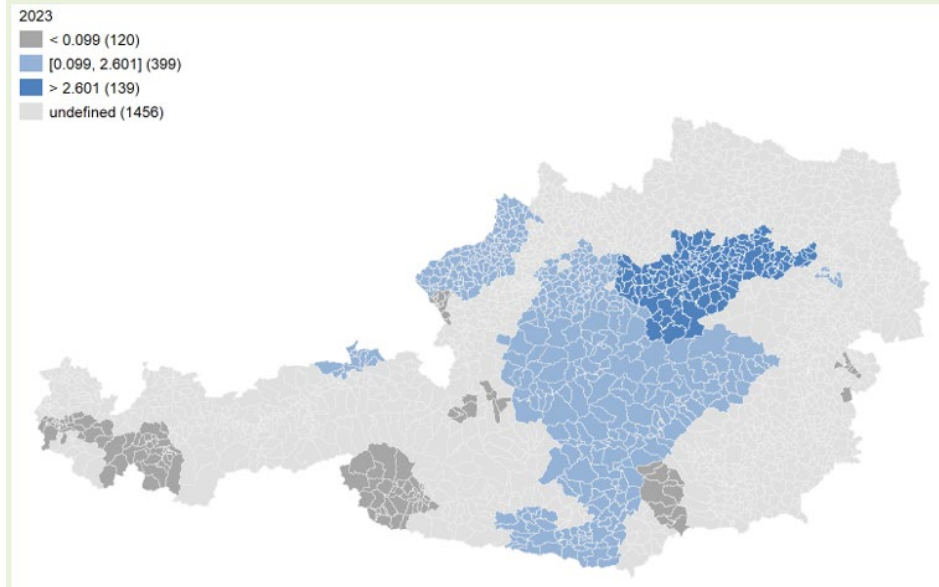 2023
< 0.099 (120)
[0.099, 2.601] (399)
> 2.601 (139)
undefined (1456)